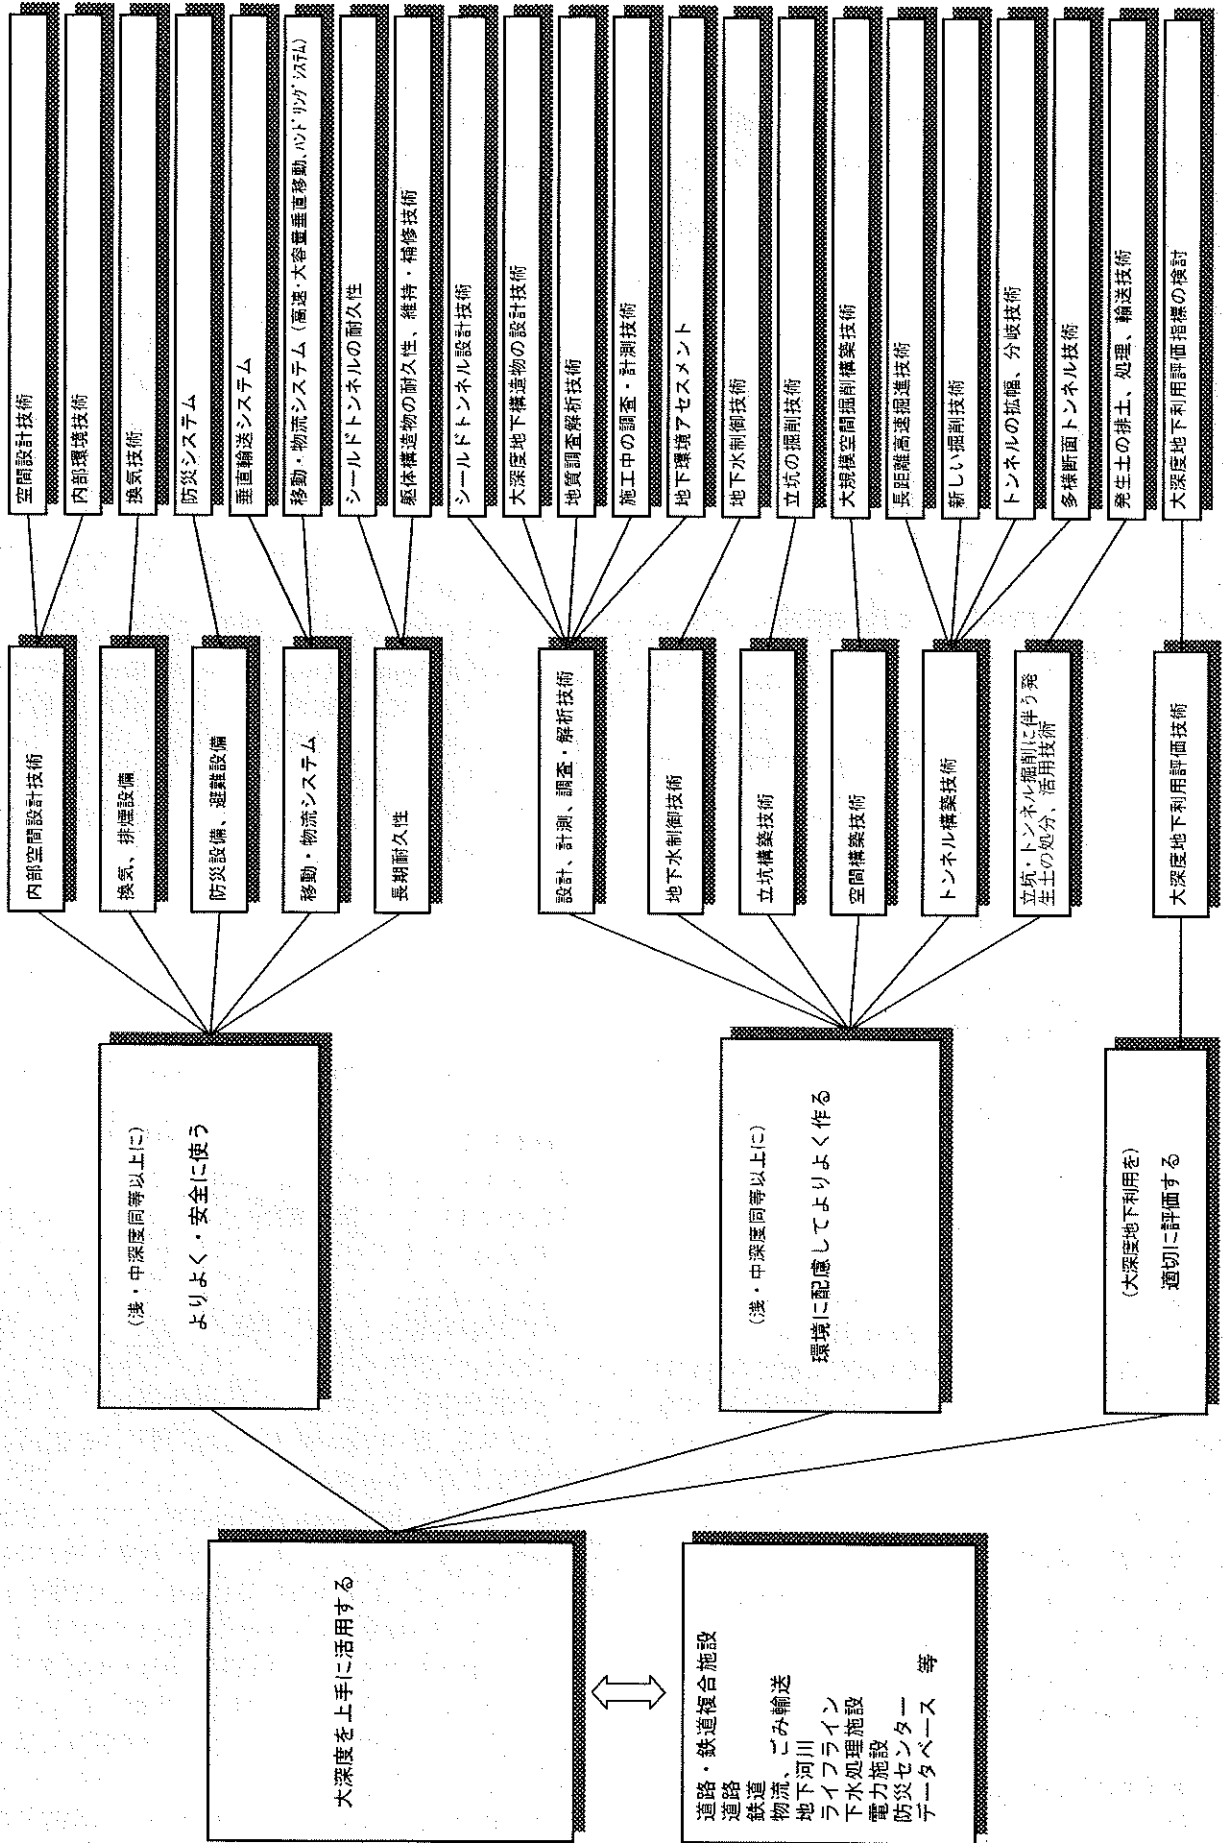 大深度を上手に活用する
道路・鉄道複合施設
道路
鉄道
物流、ごみ輸送
地下河川
ライフライン
下水処理施設
電力施設
防災センター
データベース 等
(浅・中深度同等以上に)
よりよく・安全に使う
(浅・中深度同等以上に)
環境に配慮してよりよく作る
(大深度地下利用を)
適切に評価する
内部空間設計技術
換気、排煙設備
防災設備、避難設備
移動・物流システム
長期耐久性
設計、計測、調査・解析技術
地下水制御技術
立坑構築技術
空間構築技術
トンネル構築技術
立坑・トンネル掘削に伴う発
生土の処分、活用技術
大深度地下利用評価技術
空間設計技術
内部環境技術
換気技術
防災システム
垂直輸送システム
移動・物流システム (高速・大容量垂直移動、ハンドリングシステム)
シールドトンネルの耐久性
躯体構造物の耐久性、維持・補修技術
シールドトンネル設計技術
大深度地下構造物の設計技術
地質調査解析技術
施工中の調査・計測技術
地下環境アセスメント
地下水制御技術
立坑の掘削技術
大規模空間掘削構築技術
長距離高速掘進技術
新しい掘削技術
トンネルの拡幅、分岐技術
多様断面トンネル技術
発生土の排土、処理、輸送技術
大深度地下利用評価指標の検討